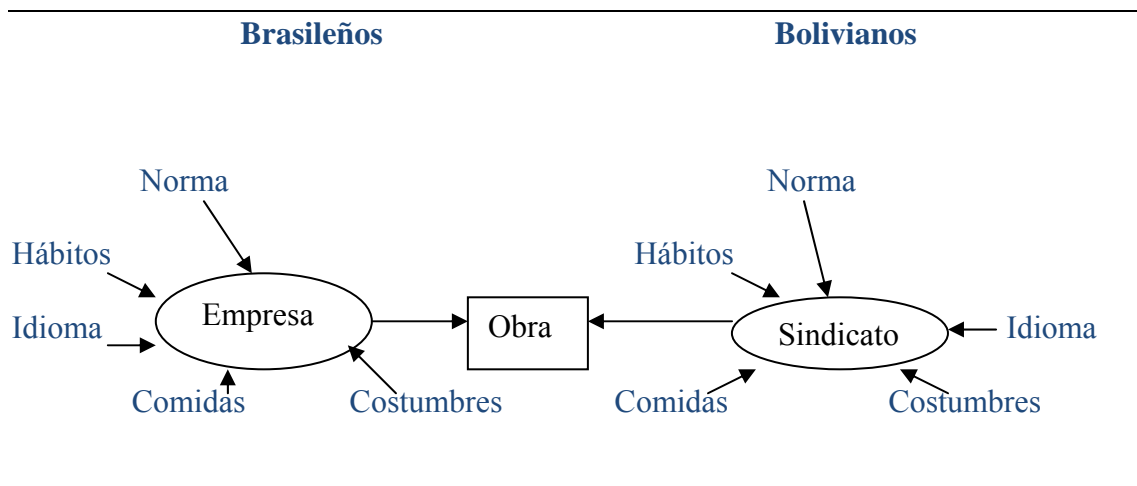 Brasileños Bolivianos
Norma Norma
Hábitos Hábitos
Empresa Obra Sindicato
Idioma Idioma
Comidas Costumbres Comidas Costumbres